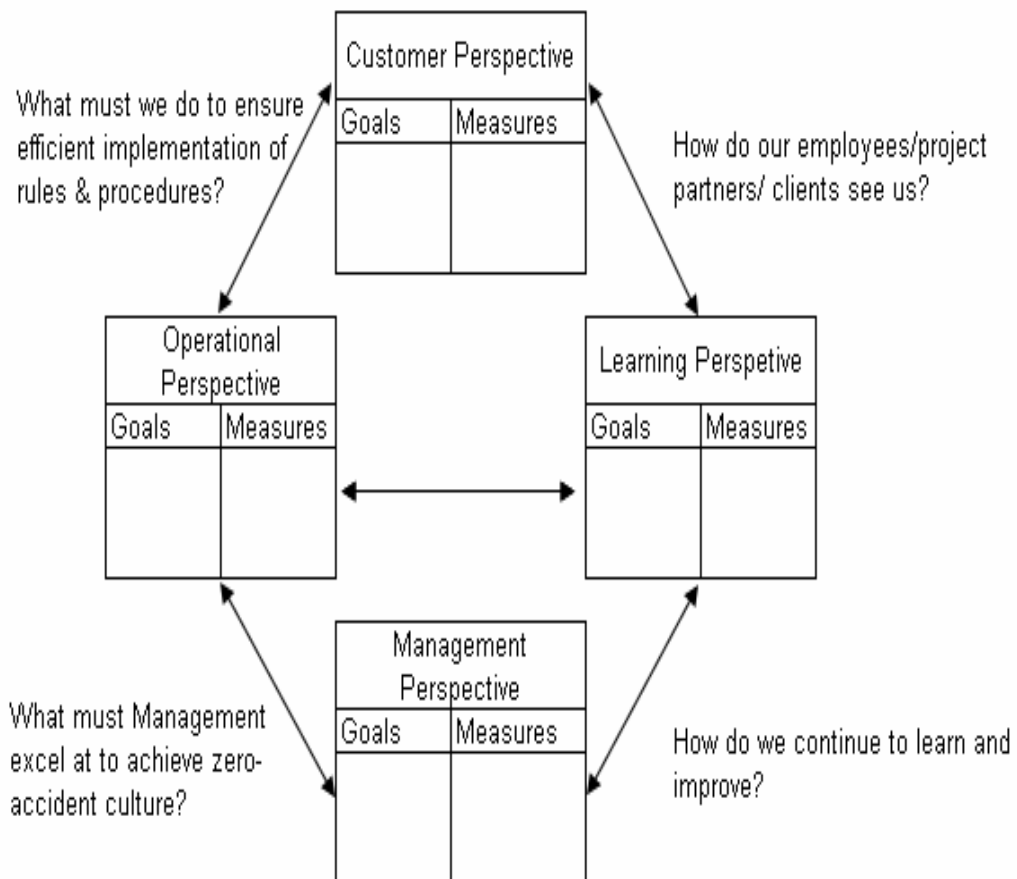 Customer Perspective
Goals Measures
What must we do to ensure
efficient implementation of
rules & procedures?
How do our employees/project
partners/ clients see us?
Operational
Perspective
Goals Measures
Learning Perspetive
Goals Measures
Management
Perspective
Goals Measures
What must Management
excel at to achieve zero-
accident culture?
How do we continue to learn and
improve?